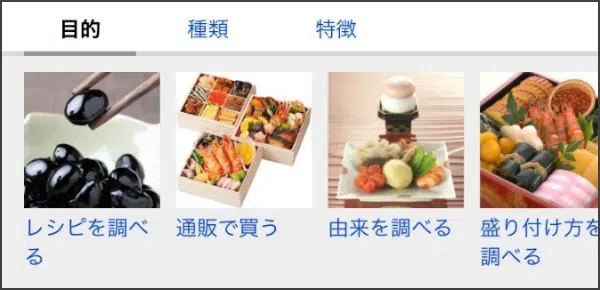 目的
種類
特徴
レシピを調べ
る
通販で買う
由来を調べる
盛り付け方を
調べる